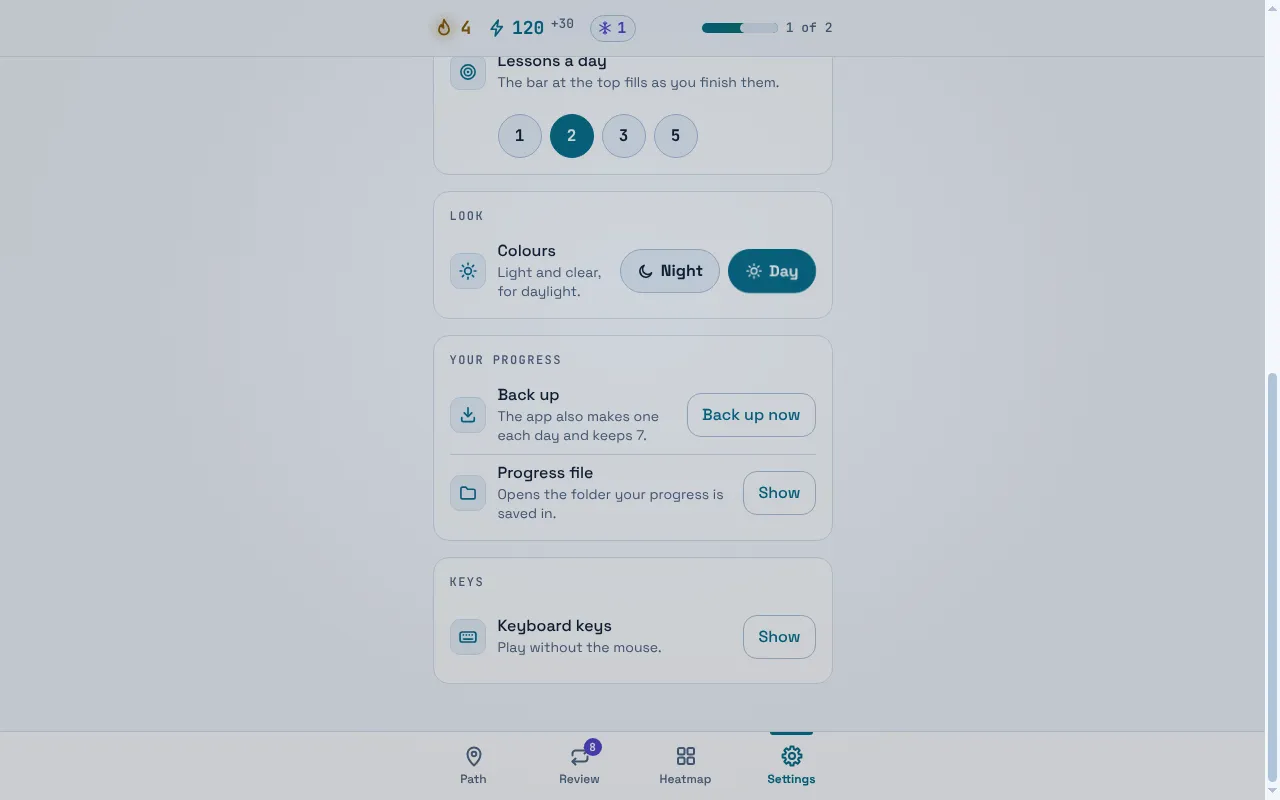 4 120 +30 1 1 of 2
Lessons a day
The bar at the top fills as you finish them.
1 2 3 5
LOOK
Colours
Light and clear,
for daylight.
Night Day
YOUR PROGRESS
Back up
The app also makes one
each day and keeps 7.
Back up now
Progress file
Opens the folder your progress is
saved in.
Show
KEYS
Keyboard keys
Play without the mouse.
Show
8
Path Review Heatmap Settings